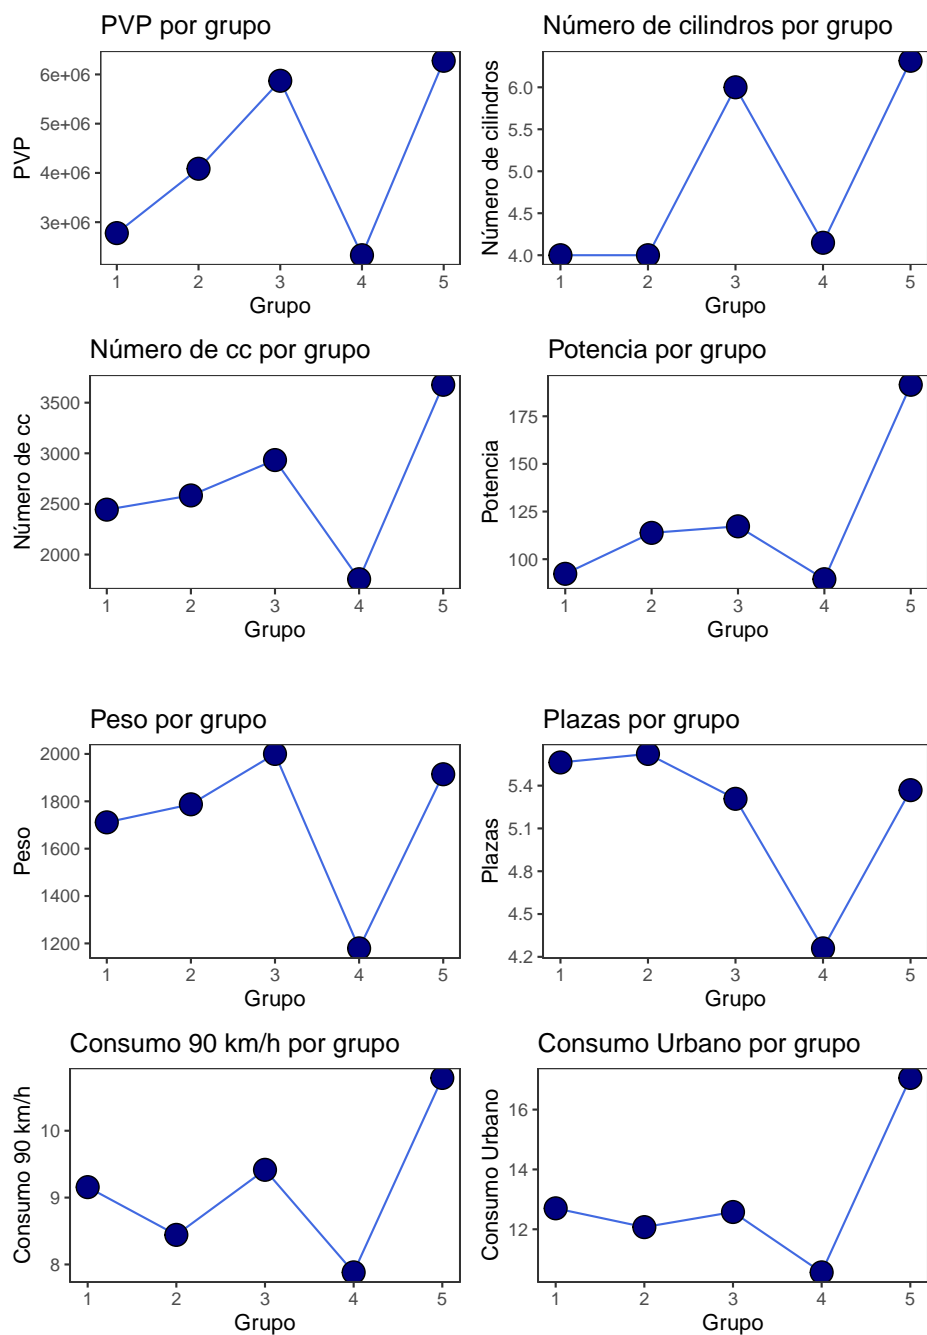 PVP por grupo
6e+06
5e+06
4e+06
3e+06
PVP
1 2 3 4 5
Grupo
Número de cilindros por grupo
6.0
5.5
5.0
4.5
4.0
Número de cilindros
1 2 3 4 5
Grupo
Número de cc por grupo
3500
3000
2500
2000
Número de cc
1 2 3 4 5
Grupo
Potencia por grupo
175
150
125
100
Potencia
1 2 3 4 5
Grupo
Peso por grupo
2000
1800
1600
1400
1200
Peso
1 2 3 4 5
Grupo
Plazas por grupo
5.4
5.1
4.8
4.5
4.2
Plazas
1 2 3 4 5
Grupo
Consumo 90 km/h por grupo
10
9
8
Consumo 90 km/h
1 2 3 4 5
Grupo
Consumo Urbano por grupo
16
14
12
Consumo Urbano
1 2 3 4 5
Grupo